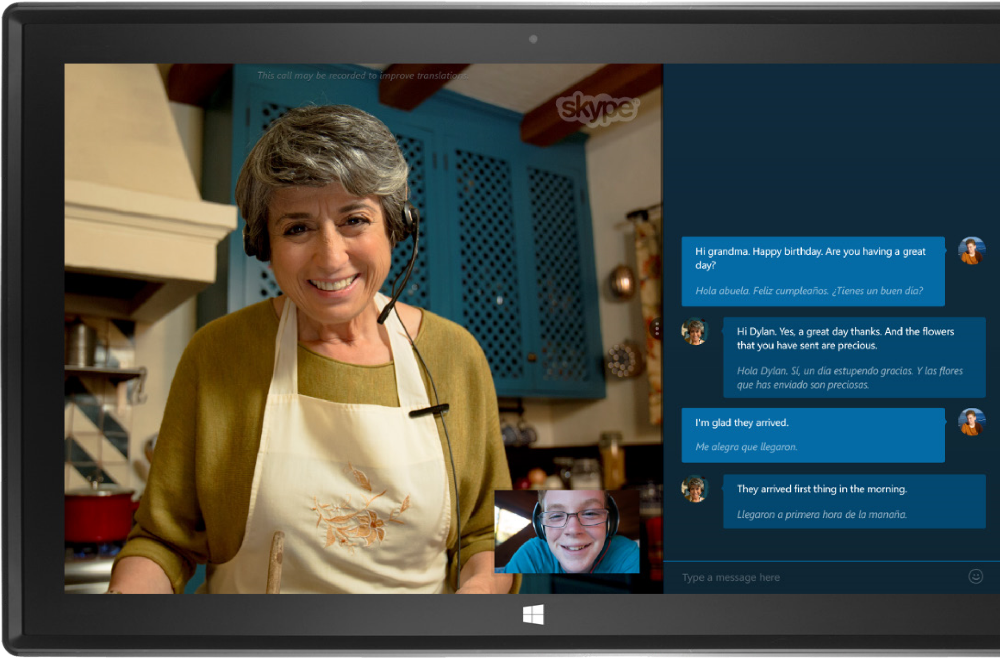 This call may be recorded to improve translations.
skype
Hi grandma. Happy birthday. Are you having a great
day?
Hola abuela. Feliz cumpleaños. ¿Tienes un buen día?
Hi Dylan. Yes, a great day thanks. And the flowers
that you have sent are precious.
Hola Dylan. Sí, un día estupendo gracias. Y las flores
que has enviado son preciosas.
I'm glad they arrived.
Me alegra que llegaron.
They arrived first thing in the morning.
Llegaron a primera hora de la manaña.
Type a message here